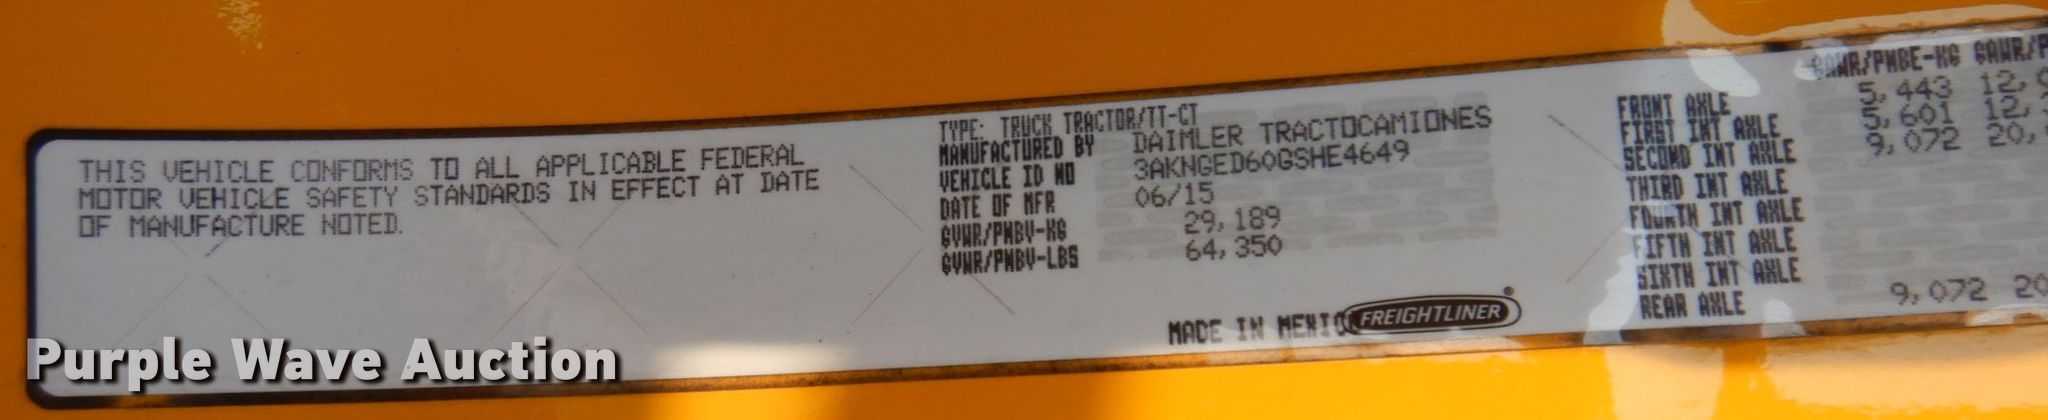 THIS VEHICLE CONFORMS TO ALL APPLICABLE FEDERAL
MOTOR VEHICLE SAFETY STANDARDS IN EFFECT AT DATE
OF MANUFACTURE NOTED.
TYPE: TRUCK TRACTOR/TT-CT
MANUFACTURED BY DAIMLER TRACTOCAMIONES
VEHICLE ID NO 3AKNGED60GSHE4649
DATE OF MFR 06/15
GVWR/PNBV-KG 29,189
GVWR/PNBV-LBS 64,350
MADE IN MEXICO
FREIGHTLINER®
GAWR/PNBE-KG GAWR/P
FRONT AXLE 5,443 12,
FIRST INT AXLE 5,601 12,
SECOND INT AXLE 9,072 20,
THIRD INT AXLE
FOURTH INT AXLE
FIFTH INT AXLE
SIXTH INT AXLE
REAR AXLE 9,072 20
Purple Wave Auction